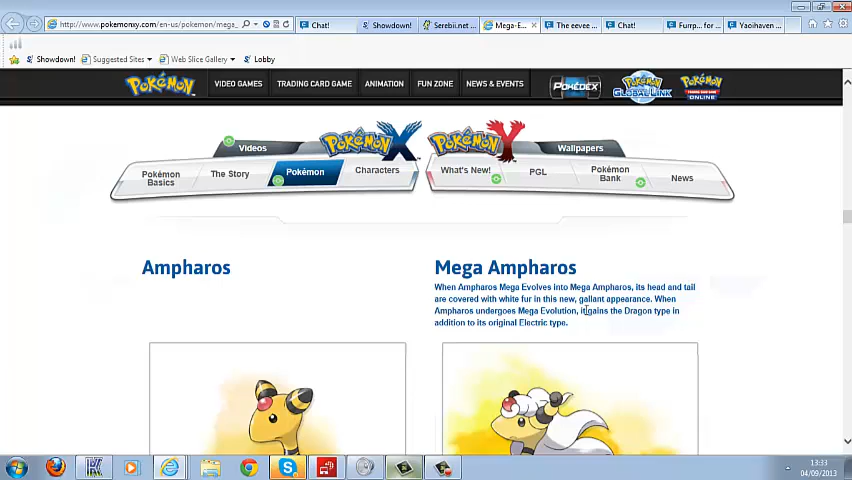 http://www.pokemonxy.com/en-us/pokemon/mega_
Chat!
Showdown!
Serebii.net ...
Mega-E...
The eevee ...
Chat!
Furrp... for ...
Yaoihaven ...
Showdown!
Suggested Sites
Web Slice Gallery
Lobby
POKéMON
VIDEO GAMES
TRADING CARD GAME
ANIMATION
FUN ZONE
NEWS & EVENTS
POKéDEX
POKéMON GLOBAL LINK
POKéMON
ONLINE
Videos
POKéMON X
POKéMON Y
Wallpapers
Pokémon Basics
The Story
Pokémon
Characters
What's New!
PGL
Pokémon Bank
News
Ampharos
Mega Ampharos
When Ampharos Mega Evolves into Mega Ampharos, its head and tail
are covered with white fur in this new, gallant appearance. When
Ampharos undergoes Mega Evolution, it gains the Dragon type in
addition to its original Electric type.
13:33
04/09/2013